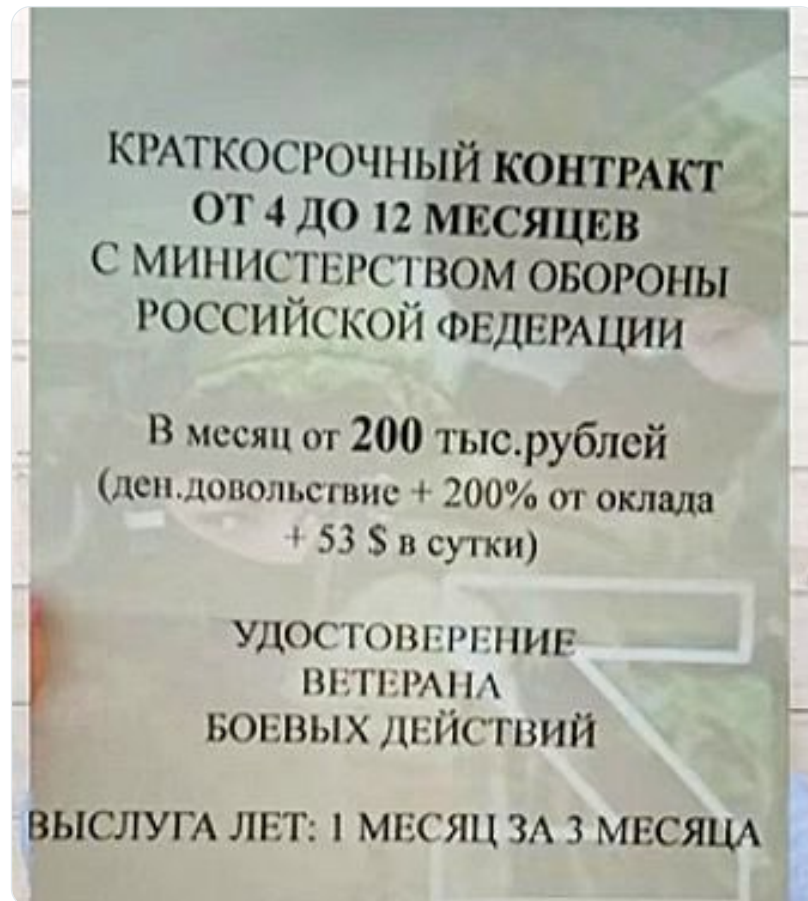 КРАТКОСРОЧНЫЙ КОНТРАКТ
ОТ 4 ДО 12 МЕСЯЦЕВ
С МИНИСТЕРСТВОМ ОБОРОНЫ
РОССИЙСКОЙ ФЕДЕРАЦИИ
В месяц от 200 тыс.рублей
(ден.довольствие + 200% от оклада
+ 53 $ в сутки)
УДОСТОВЕРЕНИЕ
ВЕТЕРАНА
БОЕВЫХ ДЕЙСТВИЙ
ВЫСЛУГА ЛЕТ: 1 МЕСЯЦ ЗА 3 МЕСЯЦА